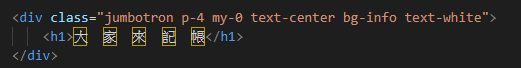 <div class="jumbotron p-4 my-0 text-center bg-info text-white">
<h1>大　家　來　記　帳</h1>
</div>